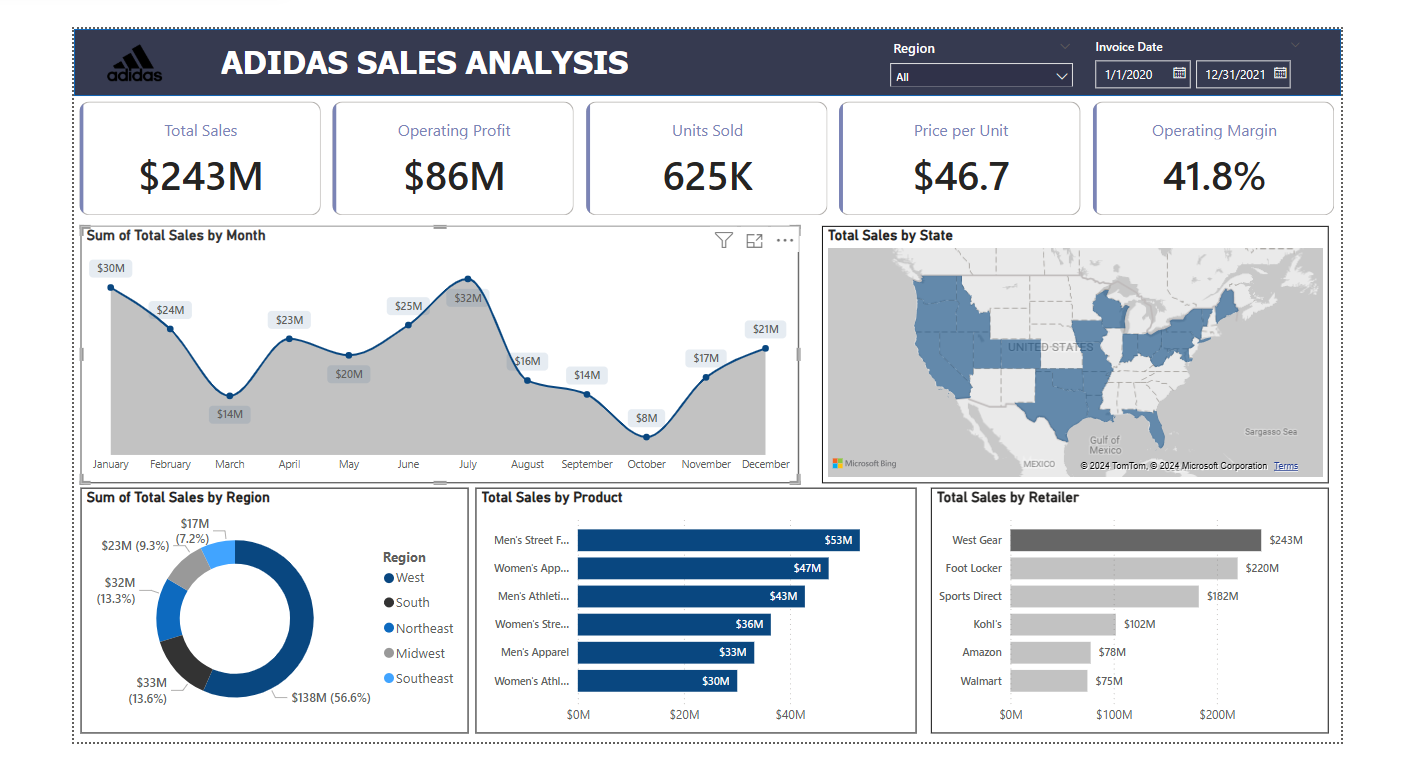 adidas
ADIDAS SALES ANALYSIS
Region
All
Invoice Date
1/1/2020
12/31/2021
Total Sales
$243M
Operating Profit
$86M
Units Sold
625K
Price per Unit
$46.7
Operating Margin
41.8%
Sum of Total Sales by Month
$30M
$24M
$14M
$23M
$20M
$25M
$32M
$16M
$14M
$8M
$17M
$21M
January February March April May June July August September October November December
Total Sales by State
UNITED STATES
Gulf of
Mexico
Sargasso Sea
MEXICO
Microsoft Bing
© 2024 TomTom, © 2024 Microsoft Corporation Terms
Sum of Total Sales by Region
$17M
(7.2%)
$23M (9.3%)
$32M
(13.3%)
$33M
(13.6%)
$138M (56.6%)
Region
West
South
Northeast
Midwest
Southeast
Total Sales by Product
Men's Street F... $53M
Women's App... $47M
Men's Athleti... $43M
Women's Stre... $36M
Men's Apparel $33M
Women's Athl... $30M
$0M $20M $40M
Total Sales by Retailer
West Gear $243M
Foot Locker $220M
Sports Direct $182M
Kohl's $102M
Amazon $78M
Walmart $75M
$0M $100M $200M